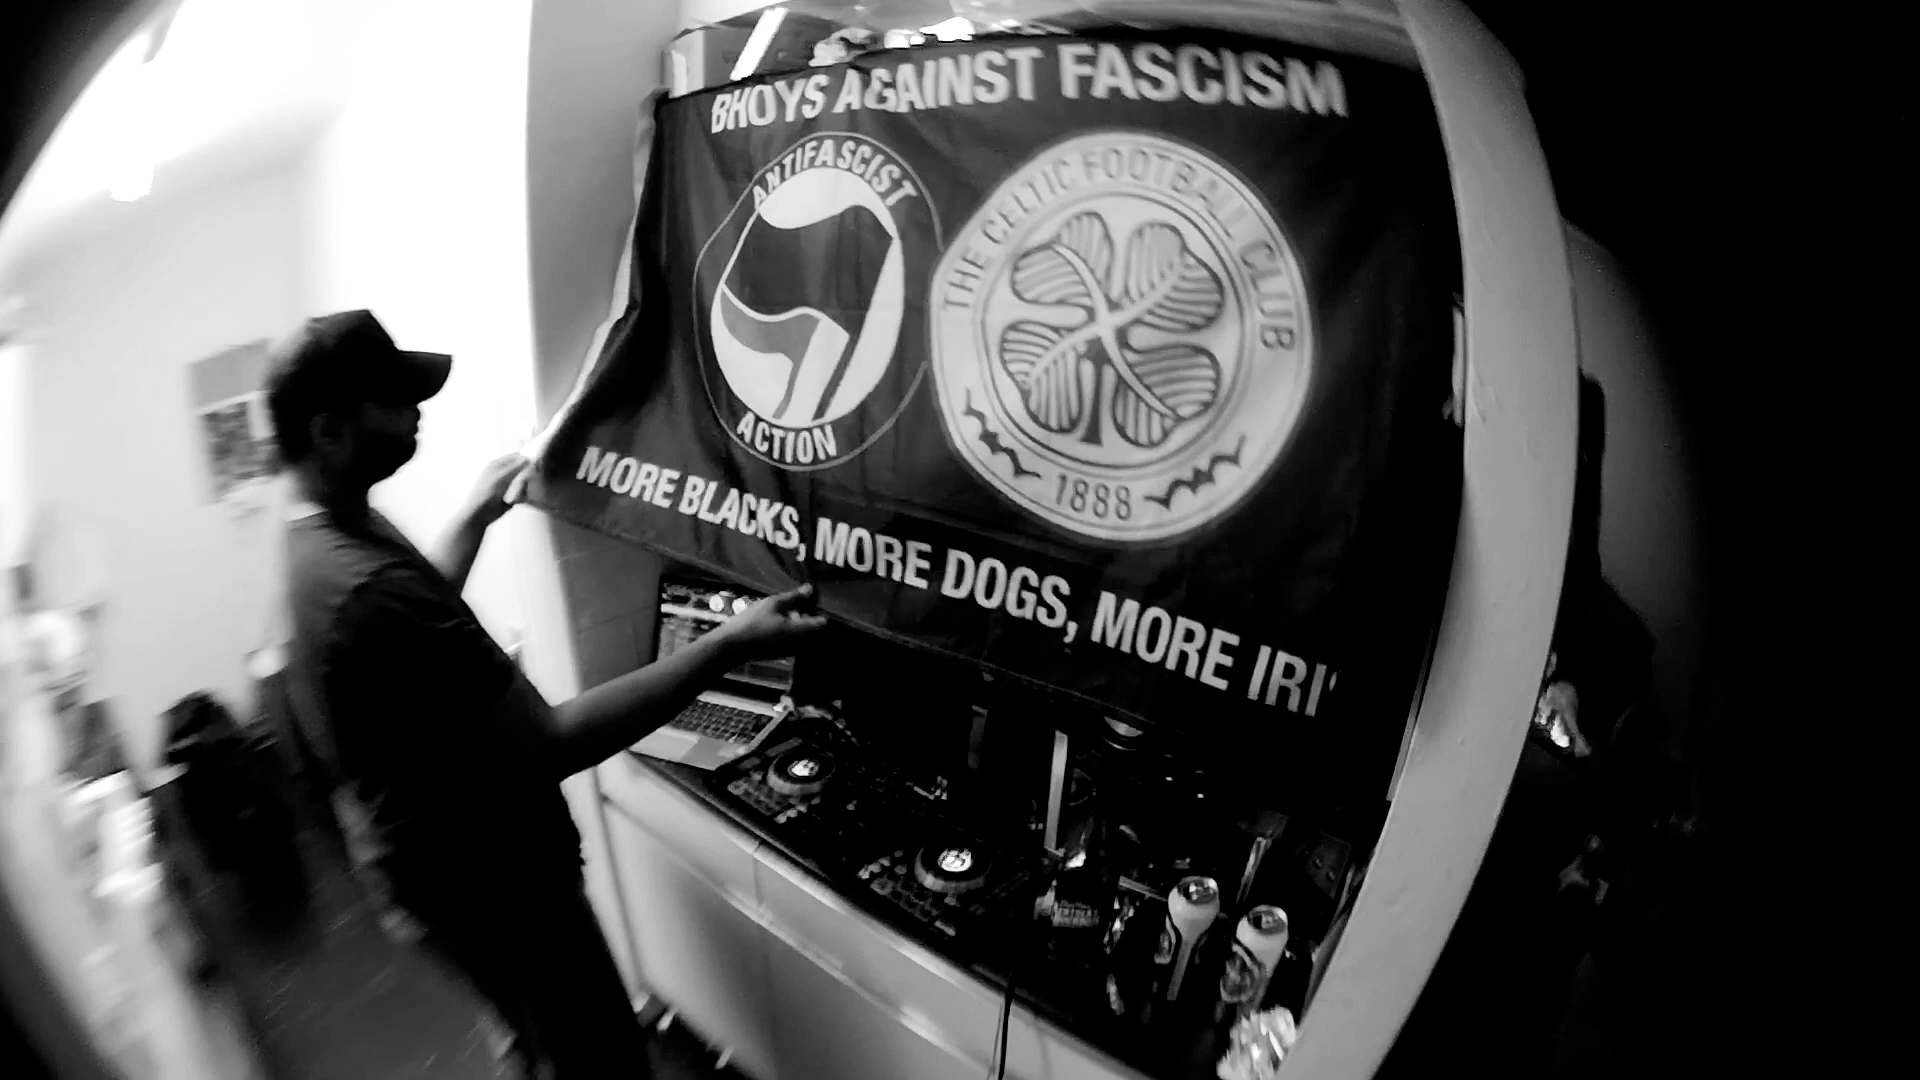 BHOYS AGAINST FASCISM
ANTIFASCIST
ACTION
THE CELTIC FOOTBALL CLUB
1888
MORE BLACKS, MORE DOGS, MORE IRI